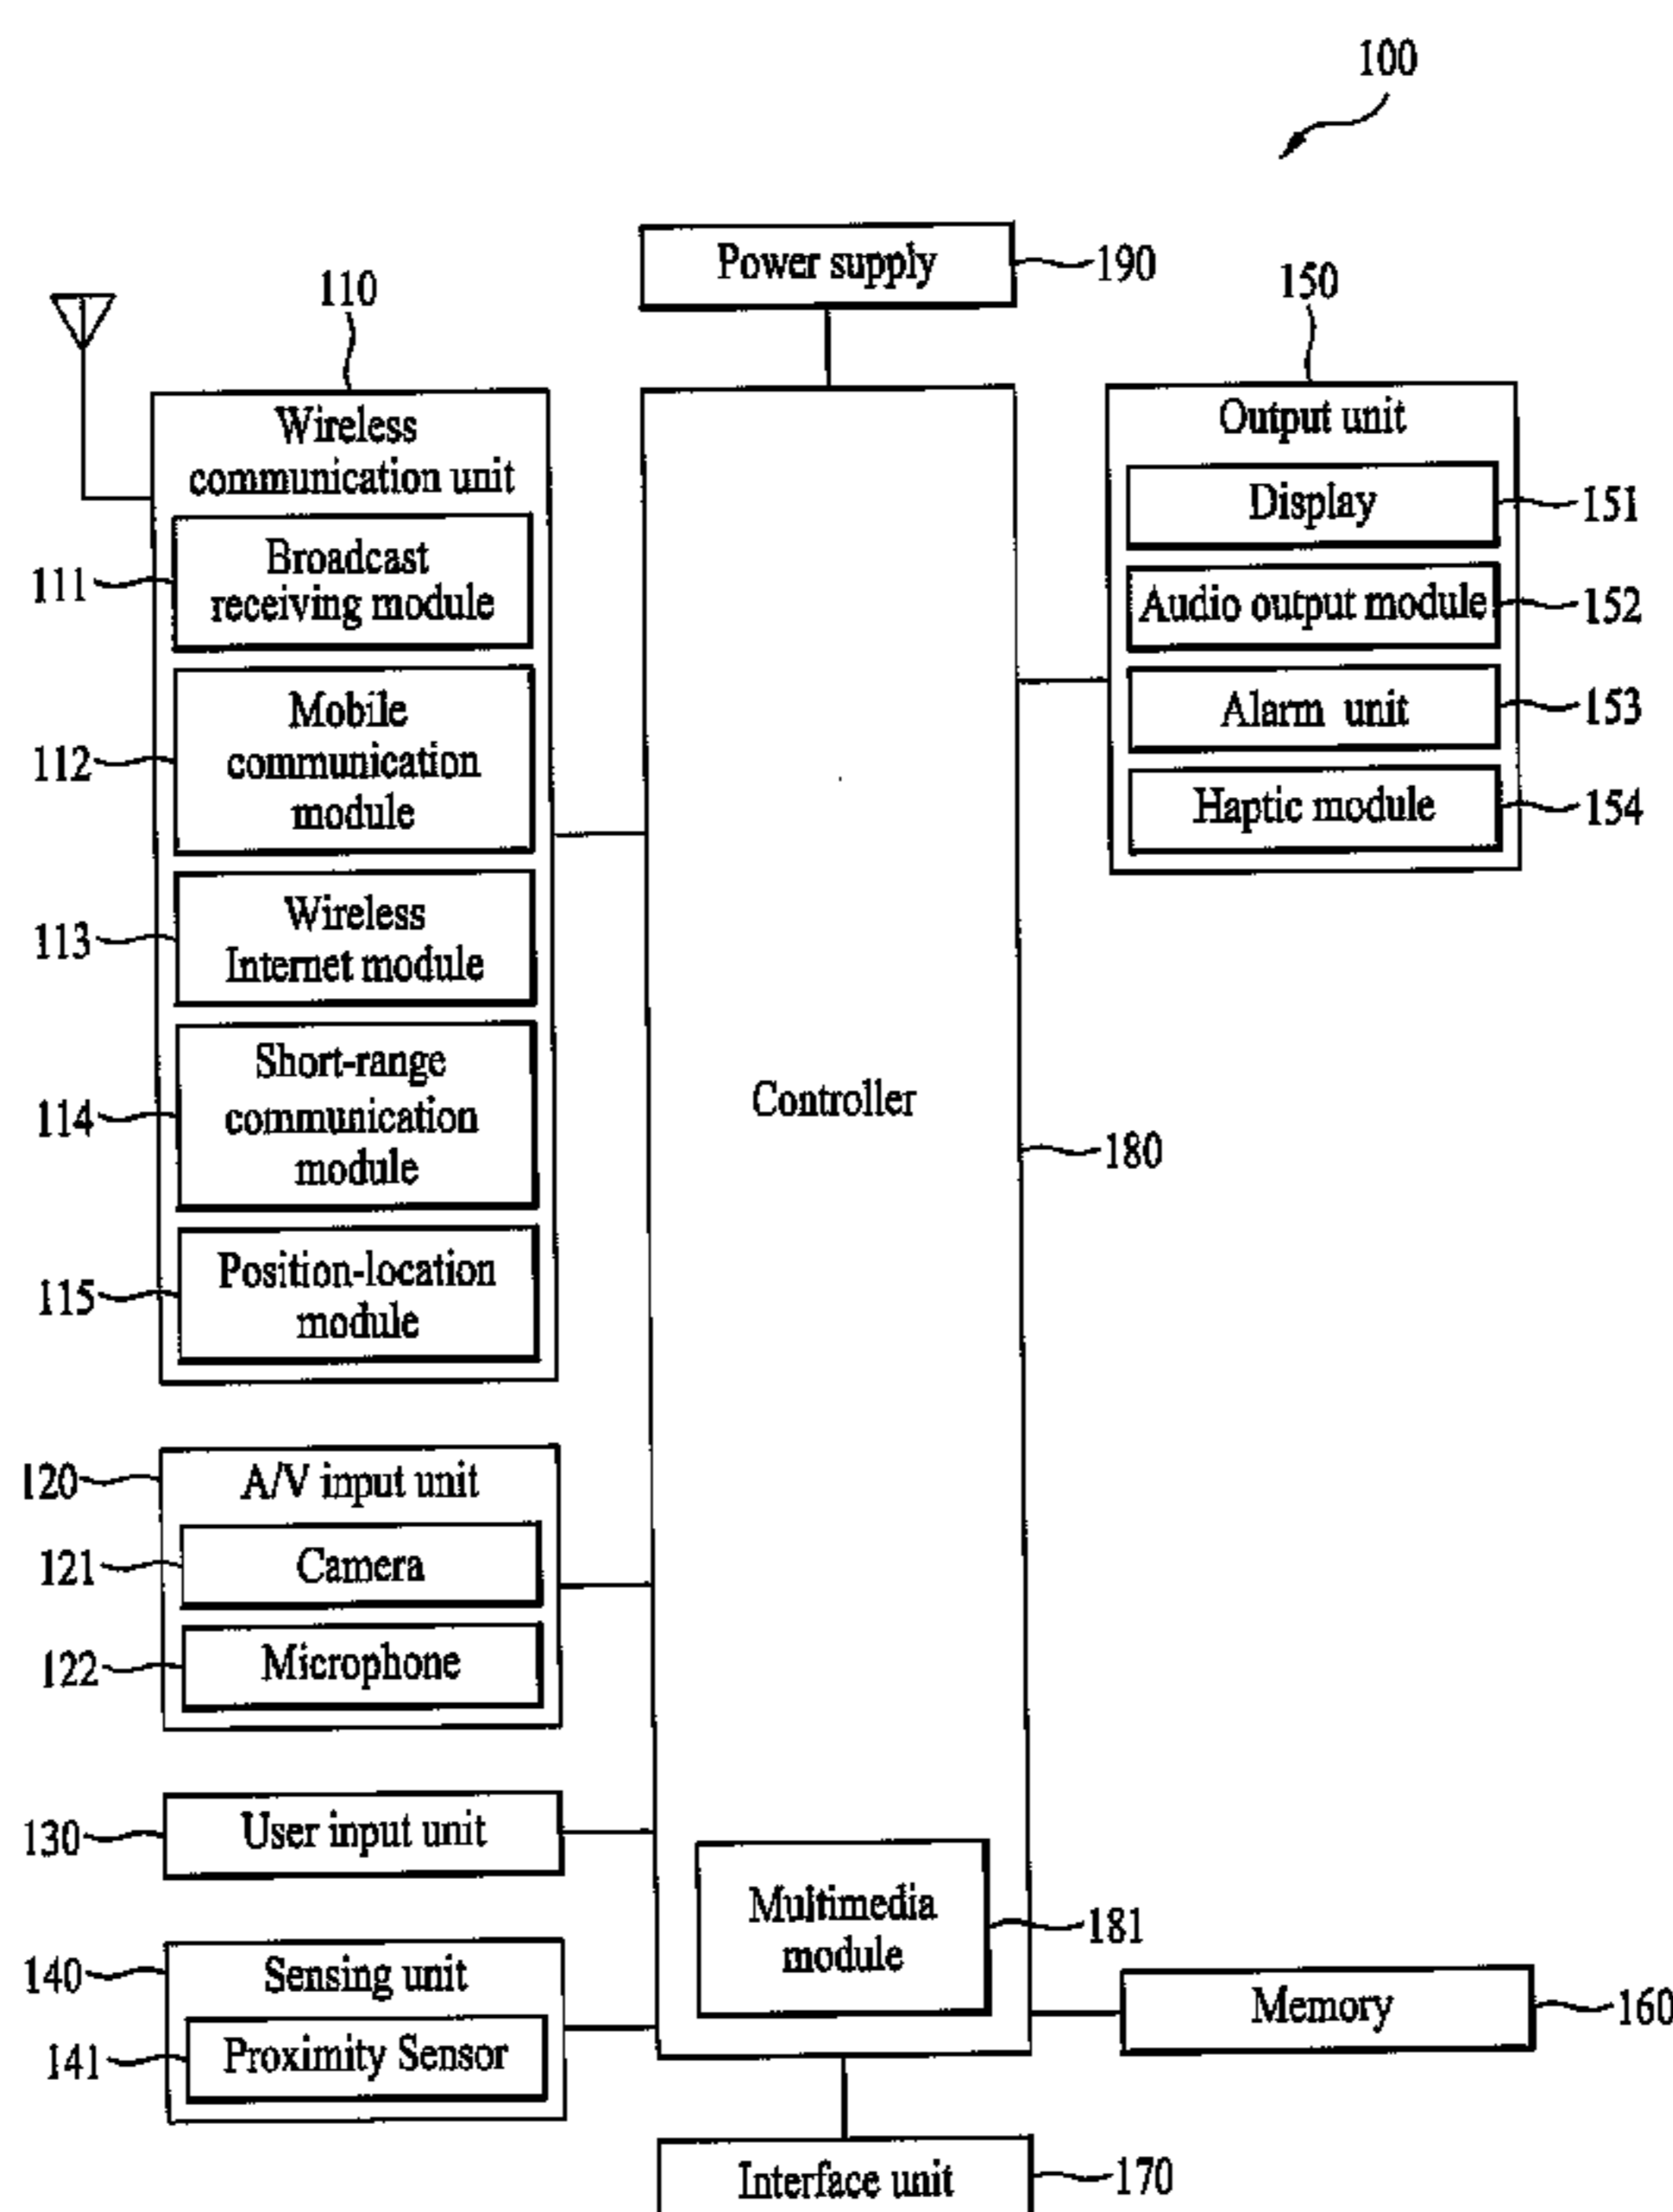 100
Power supply
190
110
150
Wireless
communication unit
Output unit
Display
151
Broadcast
receiving module
111
Audio output module
152
Mobile
communication
module
112
Alarm unit
153
Haptic module
154
Wireless
Internet module
113
Short-range
communication
module
114
Controller
180
Position-location
module
115
A/V input unit
120
Camera
121
Microphone
122
User input unit
130
Multimedia
module
181
Sensing unit
140
Proximity Sensor
141
Memory
160
Interface unit
170